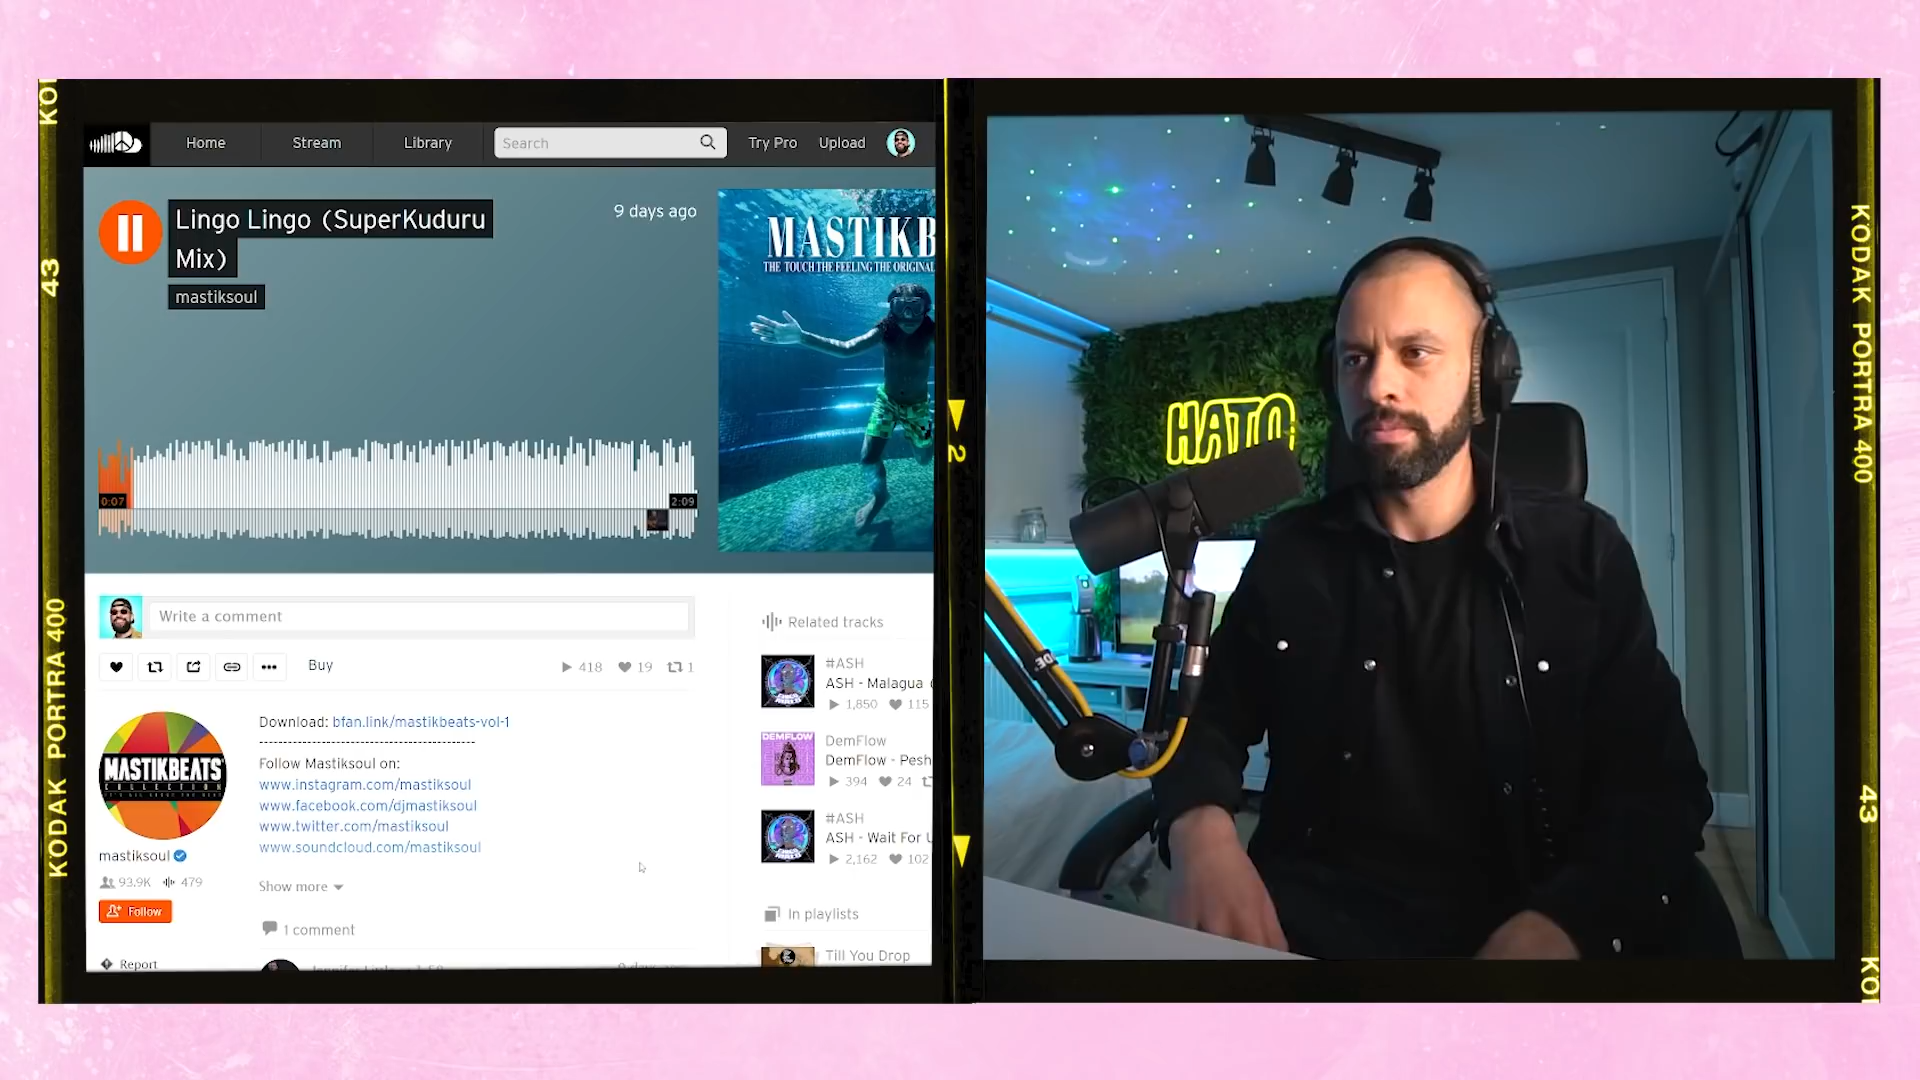 KODAK PORTRA 400
43
Home
Stream
Library
Search
Try Pro
Upload
Lingo Lingo (SuperKuduru
Mix)
mastiksoul
9 days ago
MASTIKB
THE TOUCH THE FEELING THE ORIGINAL
0:07
2:09
Write a comment
Buy
418
19
1
Download: bfan.link/mastikbeats-vol-1
--------------------------------------------
Follow Mastiksoul on:
www.instagram.com/mastiksoul
www.facebook.com/djmastiksoul
www.twitter.com/mastiksoul
www.soundcloud.com/mastiksoul
Show more
1 comment
MASTIKBEATS
COLLECTION
mastiksoul
93.9K
479
Follow
Report
Related tracks
#ASH
ASH - Malagua
1,850
115
DEMFLOW
DemFlow
DemFlow - Pesh
394
24
#ASH
ASH - Wait For U
2,162
102
In playlists
Till You Drop
2
HATO
KODAK PORTRA 400
43